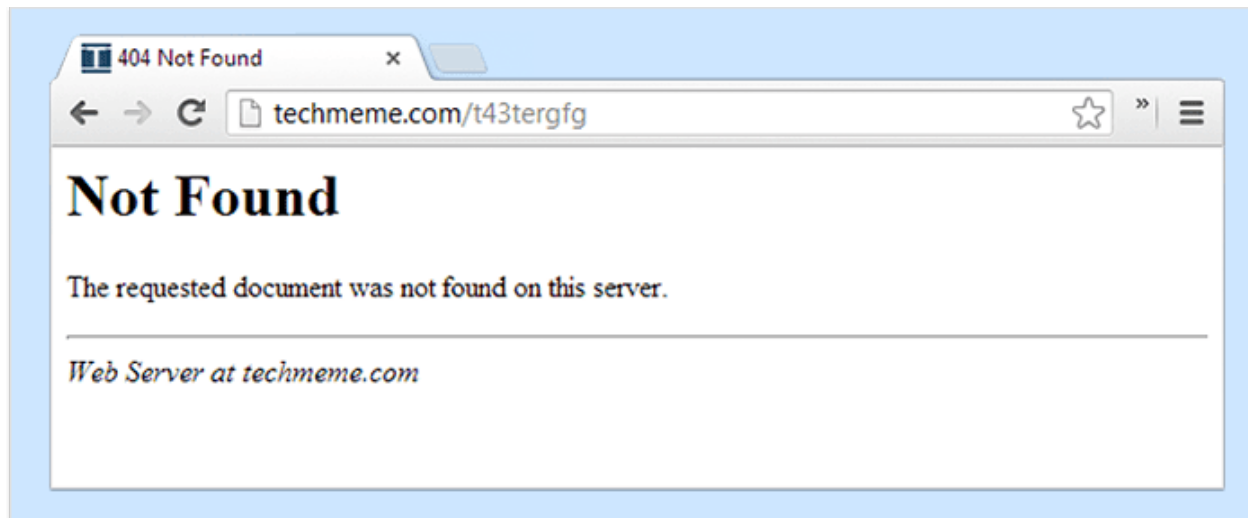 404 Not Found
techmeme.com/t43tergfg
Not Found
The requested document was not found on this server.
Web Server at techmeme.com